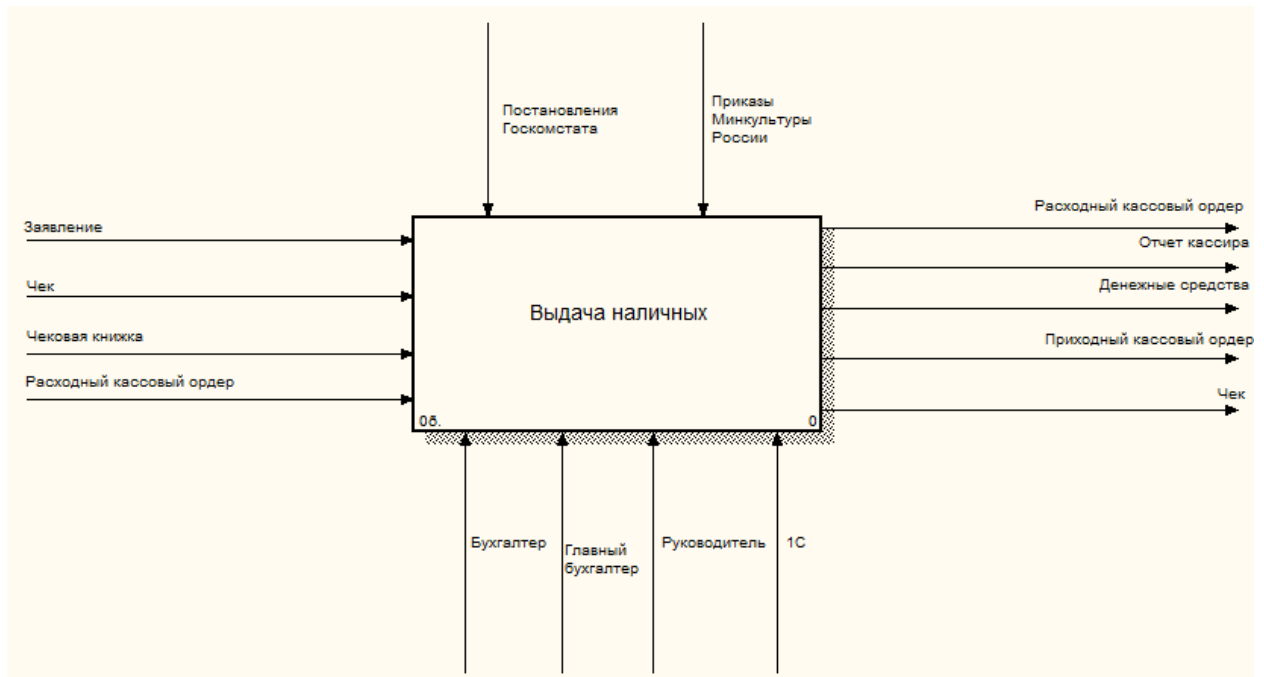 Постановления
Госкомстата
Приказы
Минкультуры
России
Заявление
Чек
Чековая книжка
Расходный кассовый ордер
Выдача наличных
0б.
0
Расходный кассовый ордер
Отчет кассира
Денежные средства
Приходный кассовый ордер
Чек
Бухгалтер
Главный
бухгалтер
Руководитель
1С